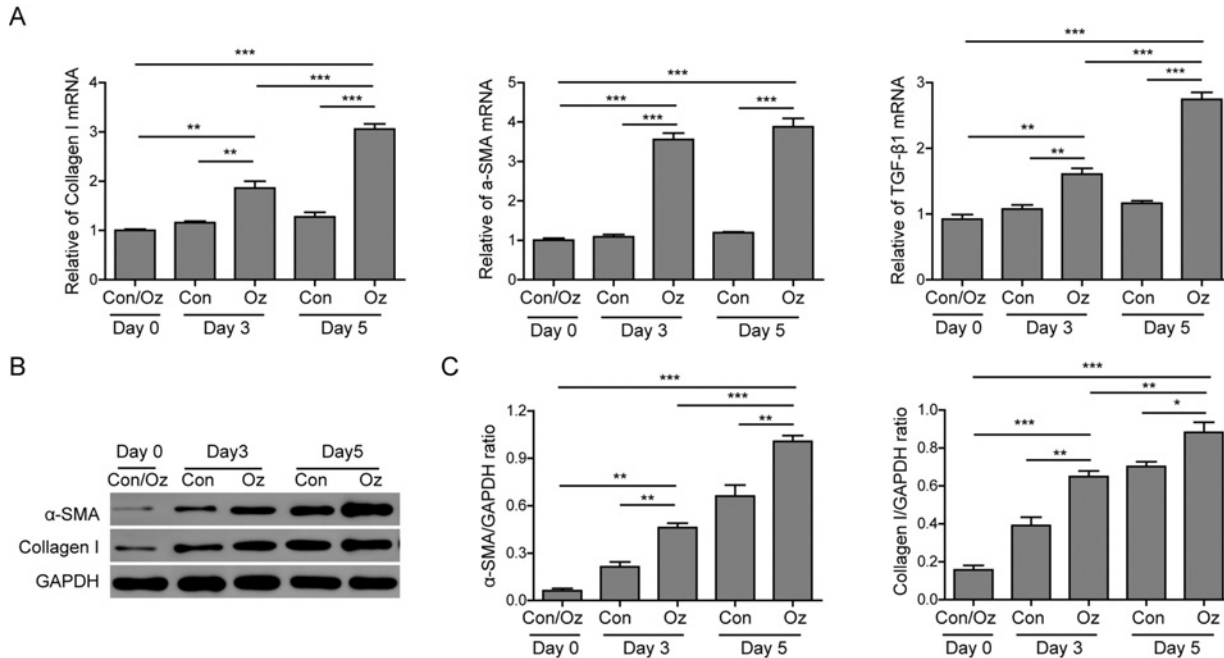 A
Relative of Collagen I mRNA
4
3
2
1
0
***
***
***
**
**
Con/Oz Con Oz Con Oz
Day 0 Day 3 Day 5
Relative of a-SMA mRNA
5
4
3
2
1
0
***
***
***
***
Con/Oz Con Oz Con Oz
Day 0 Day 3 Day 5
Relative of TGF-β1 mRNA
3
2
1
0
***
***
***
**
**
Con/Oz Con Oz Con Oz
Day 0 Day 3 Day 5
B
Day 0 Day3 Day5
Con/Oz Con Oz Con Oz
α-SMA
Collagen I
GAPDH
C
α-SMA/GAPDH ratio
1.2
0.9
0.6
0.3
0.0
***
***
**
**
**
Con/Oz Con Oz Con Oz
Day 0 Day 3 Day 5
Collagen I/GAPDH ratio
1.0
0.8
0.6
0.4
0.2
0.0
***
**
*
***
**
Con/Oz Con Oz Con Oz
Day 0 Day 3 Day 5